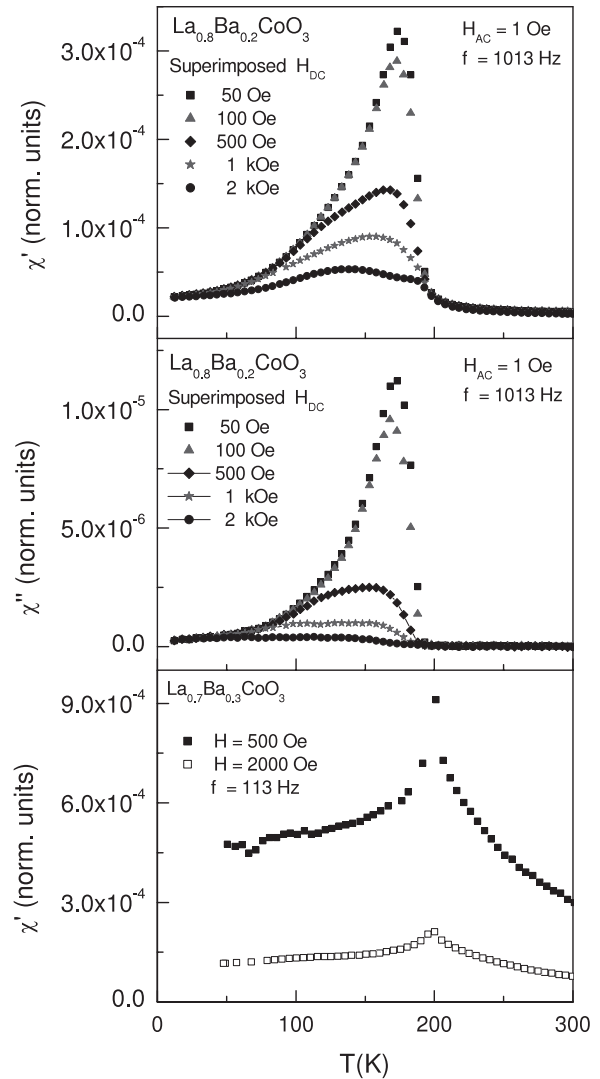 La₀.₈Ba₀.₂CoO₃
H_AC = 1 Oe
f = 1013 Hz
Superimposed H_DC
50 Oe
100 Oe
500 Oe
1 kOe
2 kOe
3.0x10⁻⁴
2.0x10⁻⁴
1.0x10⁻⁴
0.0
χ' (norm. units)
La₀.₈Ba₀.₂CoO₃
H_AC = 1 Oe
f = 1013 Hz
Superimposed H_DC
50 Oe
100 Oe
500 Oe
1 kOe
2 kOe
1.0x10⁻⁵
5.0x10⁻⁶
0.0
χ" (norm. units)
La₀.₇Ba₀.₃CoO₃
H = 500 Oe
H = 2000 Oe
f = 113 Hz
9.0x10⁻⁴
6.0x10⁻⁴
3.0x10⁻⁴
0.0
χ' (norm. units)
0 100 200 300
T(K)